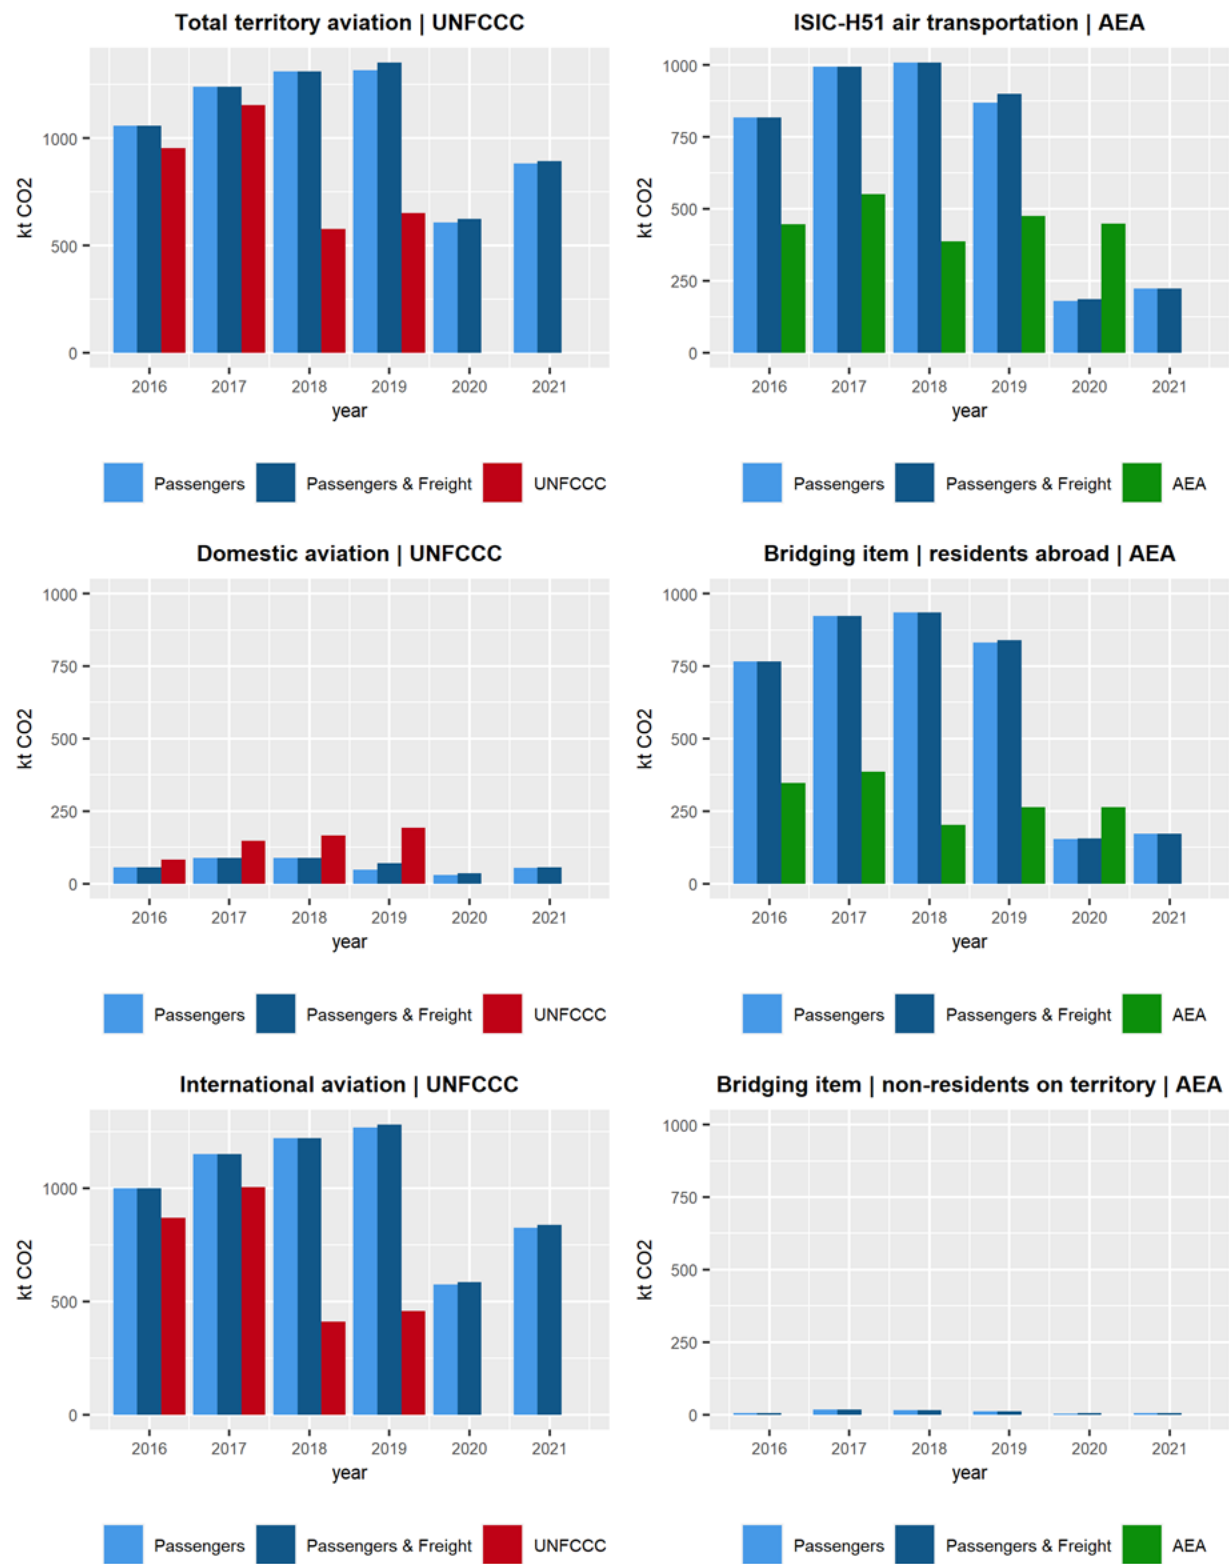 Total territory aviation | UNFCCC
kt CO2
1000
500
0
2016 2017 2018 2019 2020 2021
year
Passengers Passengers & Freight UNFCCC
ISIC-H51 air transportation | AEA
kt CO2
1000
750
500
250
0
2016 2017 2018 2019 2020 2021
year
Passengers Passengers & Freight AEA
Domestic aviation | UNFCCC
kt CO2
1000
750
500
250
0
2016 2017 2018 2019 2020 2021
year
Passengers Passengers & Freight UNFCCC
Bridging item | residents abroad | AEA
kt CO2
1000
750
500
250
0
2016 2017 2018 2019 2020 2021
year
Passengers Passengers & Freight AEA
International aviation | UNFCCC
kt CO2
1000
500
0
2016 2017 2018 2019 2020 2021
year
Passengers Passengers & Freight UNFCCC
Bridging item | non-residents on territory | AEA
kt CO2
1000
750
500
250
0
2016 2017 2018 2019 2020 2021
year
Passengers Passengers & Freight AEA